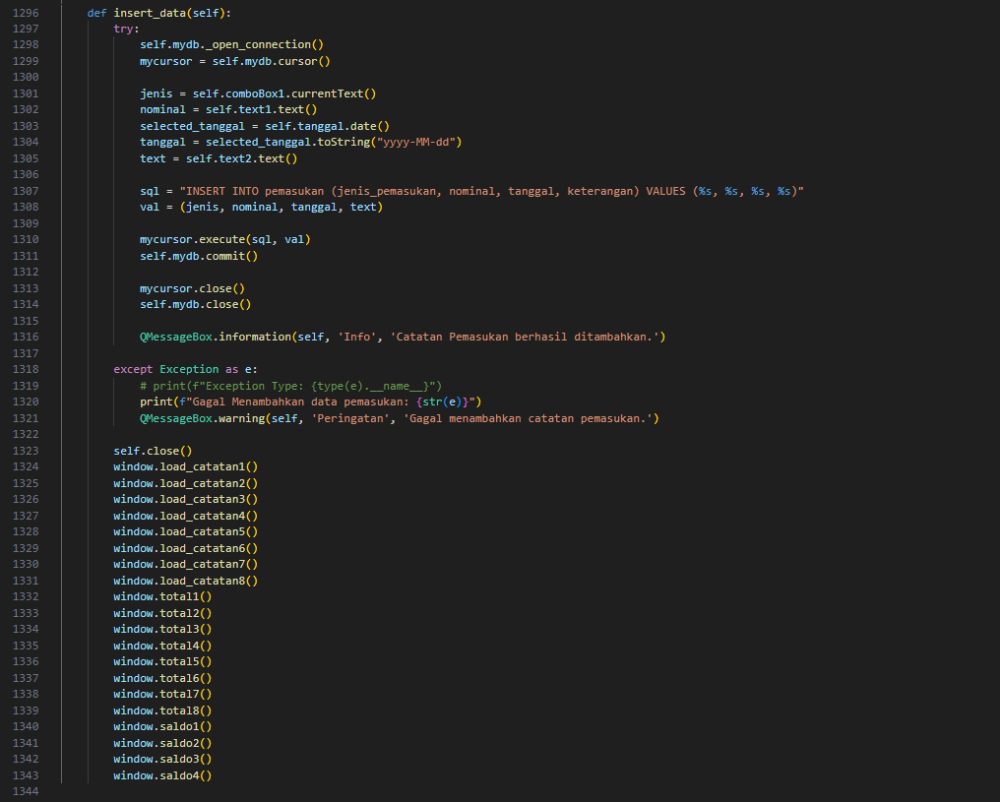 1296 def insert_data(self):
1297 try:
1298 self.mydb._open_connection()
1299 mycursor = self.mydb.cursor()
1300
1301 jenis = self.comboBox1.currentText()
1302 nominal = self.text1.text()
1303 selected_tanggal = self.tanggal.date()
1304 tanggal = selected_tanggal.toString("yyyy-MM-dd")
1305 text = self.text2.text()
1306
1307 sql = "INSERT INTO pemasukan (jenis_pemasukan, nominal, tanggal, keterangan) VALUES (%s, %s, %s, %s)"
1308 val = (jenis, nominal, tanggal, text)
1309
1310 mycursor.execute(sql, val)
1311 self.mydb.commit()
1312
1313 mycursor.close()
1314 self.mydb.close()
1315
1316 QMessageBox.information(self, 'Info', 'Catatan Pemasukan berhasil ditambahkan.')
1317
1318 except Exception as e:
1319 # print(f"Exception Type: {type(e).__name__}")
1320 print(f"Gagal Menambahkan data pemasukan: {str(e)}")
1321 QMessageBox.warning(self, 'Peringatan', 'Gagal menambahkan catatan pemasukan.')
1322
1323 self.close()
1324 window.load_catatan1()
1325 window.load_catatan2()
1326 window.load_catatan3()
1327 window.load_catatan4()
1328 window.load_catatan5()
1329 window.load_catatan6()
1330 window.load_catatan7()
1331 window.load_catatan8()
1332 window.total1()
1333 window.total2()
1334 window.total3()
1335 window.total4()
1336 window.total5()
1337 window.total6()
1338 window.total7()
1339 window.total8()
1340 window.saldo1()
1341 window.saldo2()
1342 window.saldo3()
1343 window.saldo4()
1344